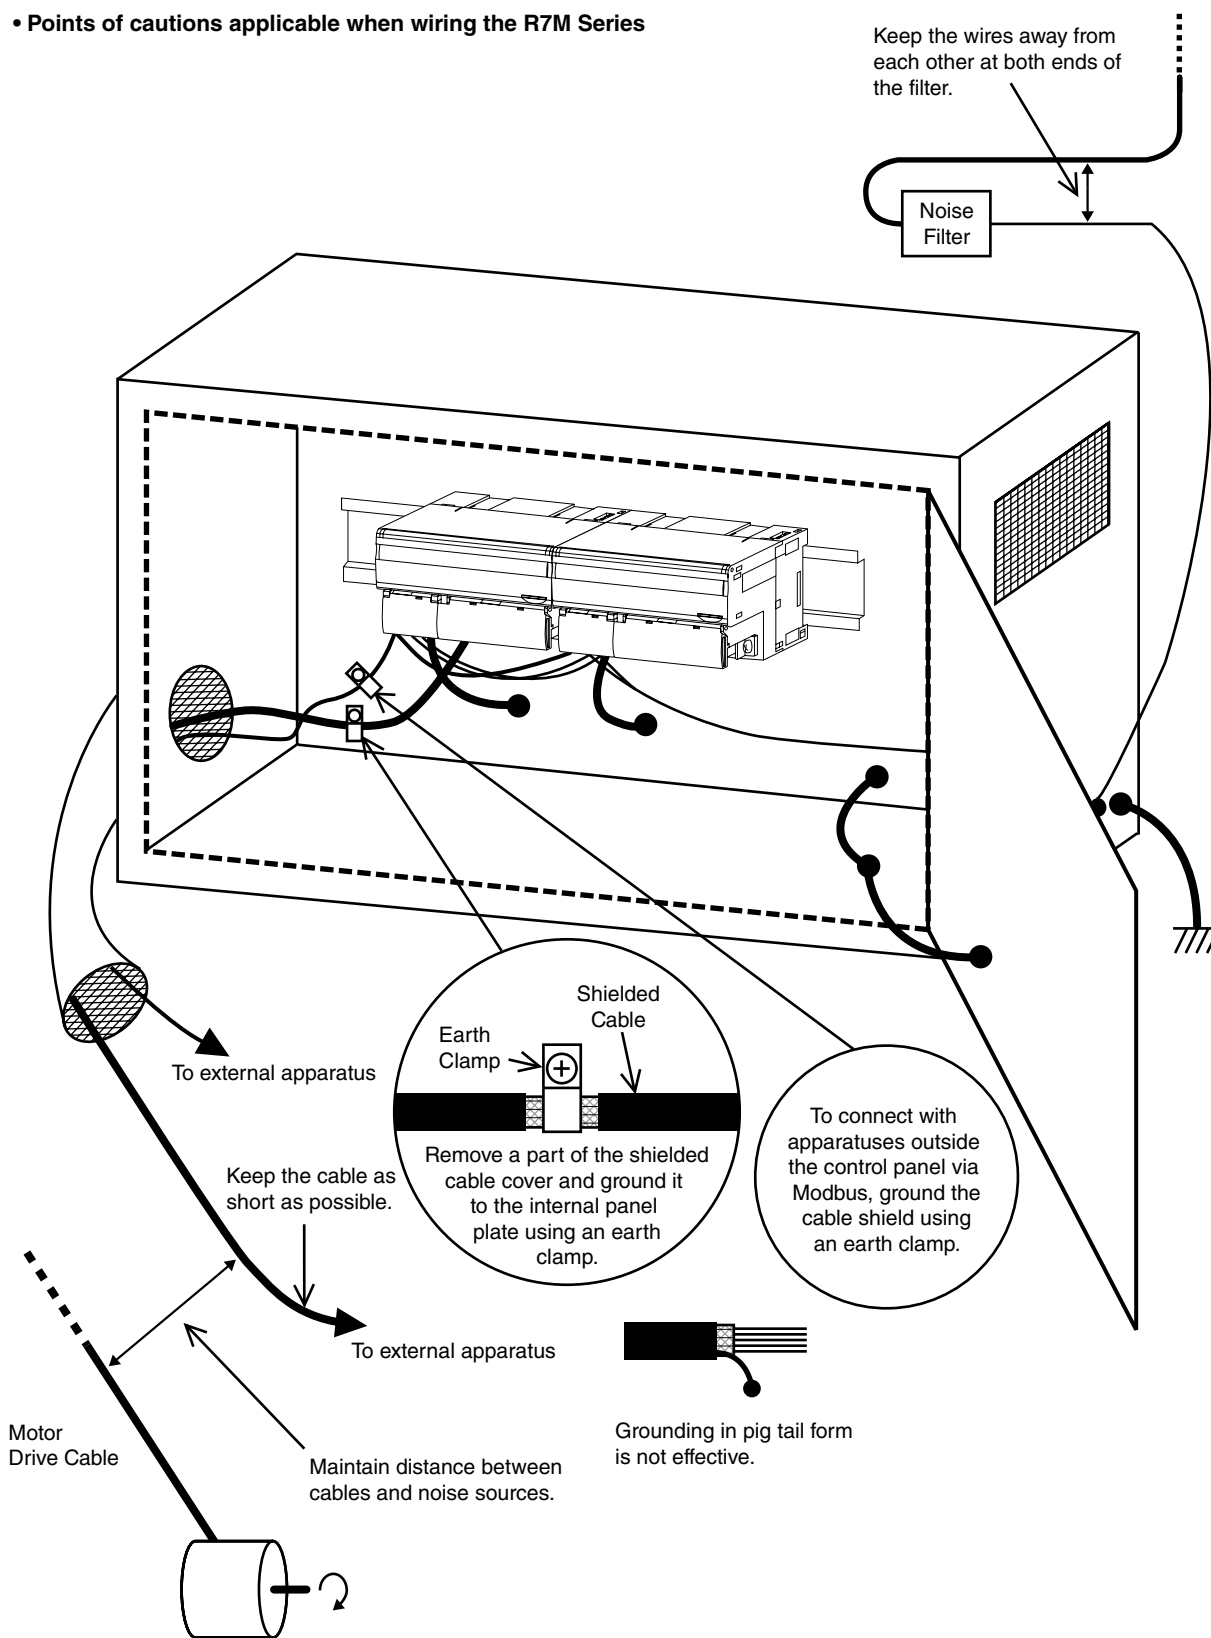 • Points of cautions applicable when wiring the R7M Series
Keep the wires away from
each other at both ends of
the filter.
Noise
Filter
To external apparatus
Earth
Clamp
Shielded
Cable
Remove a part of the shielded
cable cover and ground it
to the internal panel
plate using an earth
clamp.
To connect with
apparatuses outside
the control panel via
Modbus, ground the
cable shield using
an earth clamp.
Keep the cable as
short as possible.
To external apparatus
Motor
Drive Cable
Maintain distance between
cables and noise sources.
Grounding in pig tail form
is not effective.